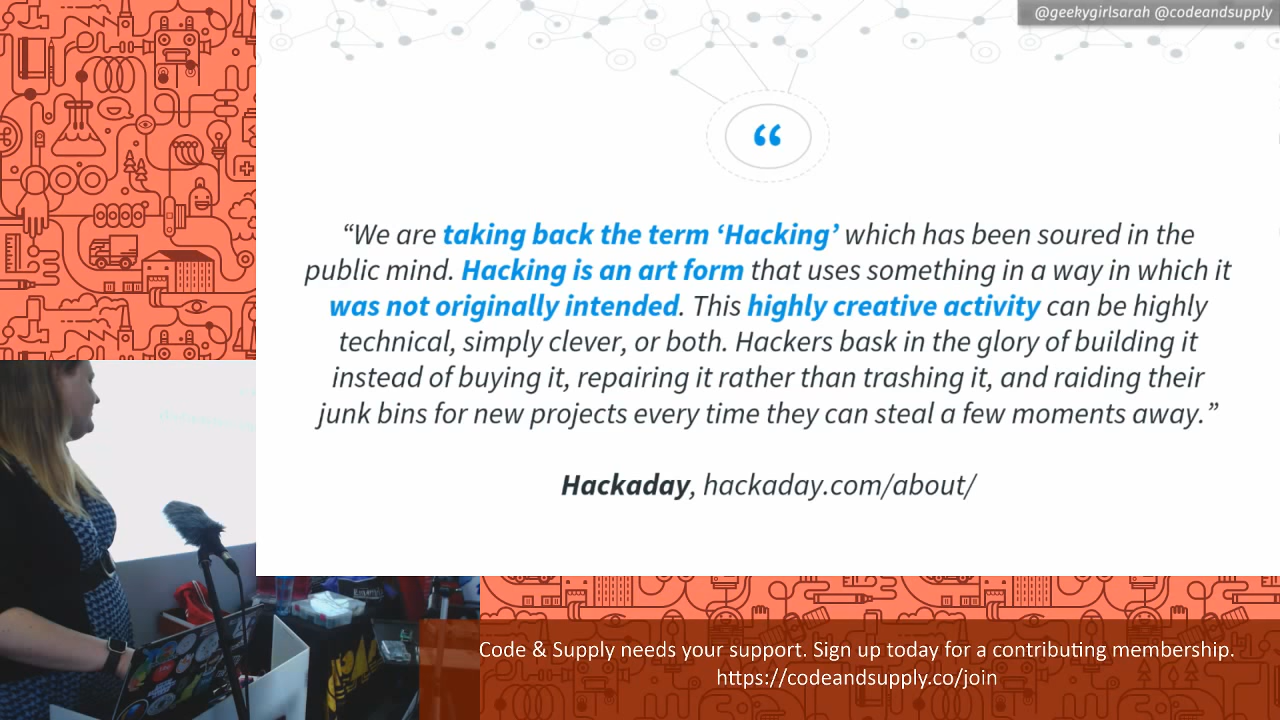 @geekygirlsarah @codeandsupply
“
“We are taking back the term ‘Hacking’ which has been soured in the
public mind. Hacking is an art form that uses something in a way in which it
was not originally intended. This highly creative activity can be highly
technical, simply clever, or both. Hackers bask in the glory of building it
instead of buying it, repairing it rather than trashing it, and raiding their
junk bins for new projects every time they can steal a few moments away.”
Hackaday, hackaday.com/about/
Code & Supply needs your support. Sign up today for a contributing membership.
https://codeandsupply.co/join